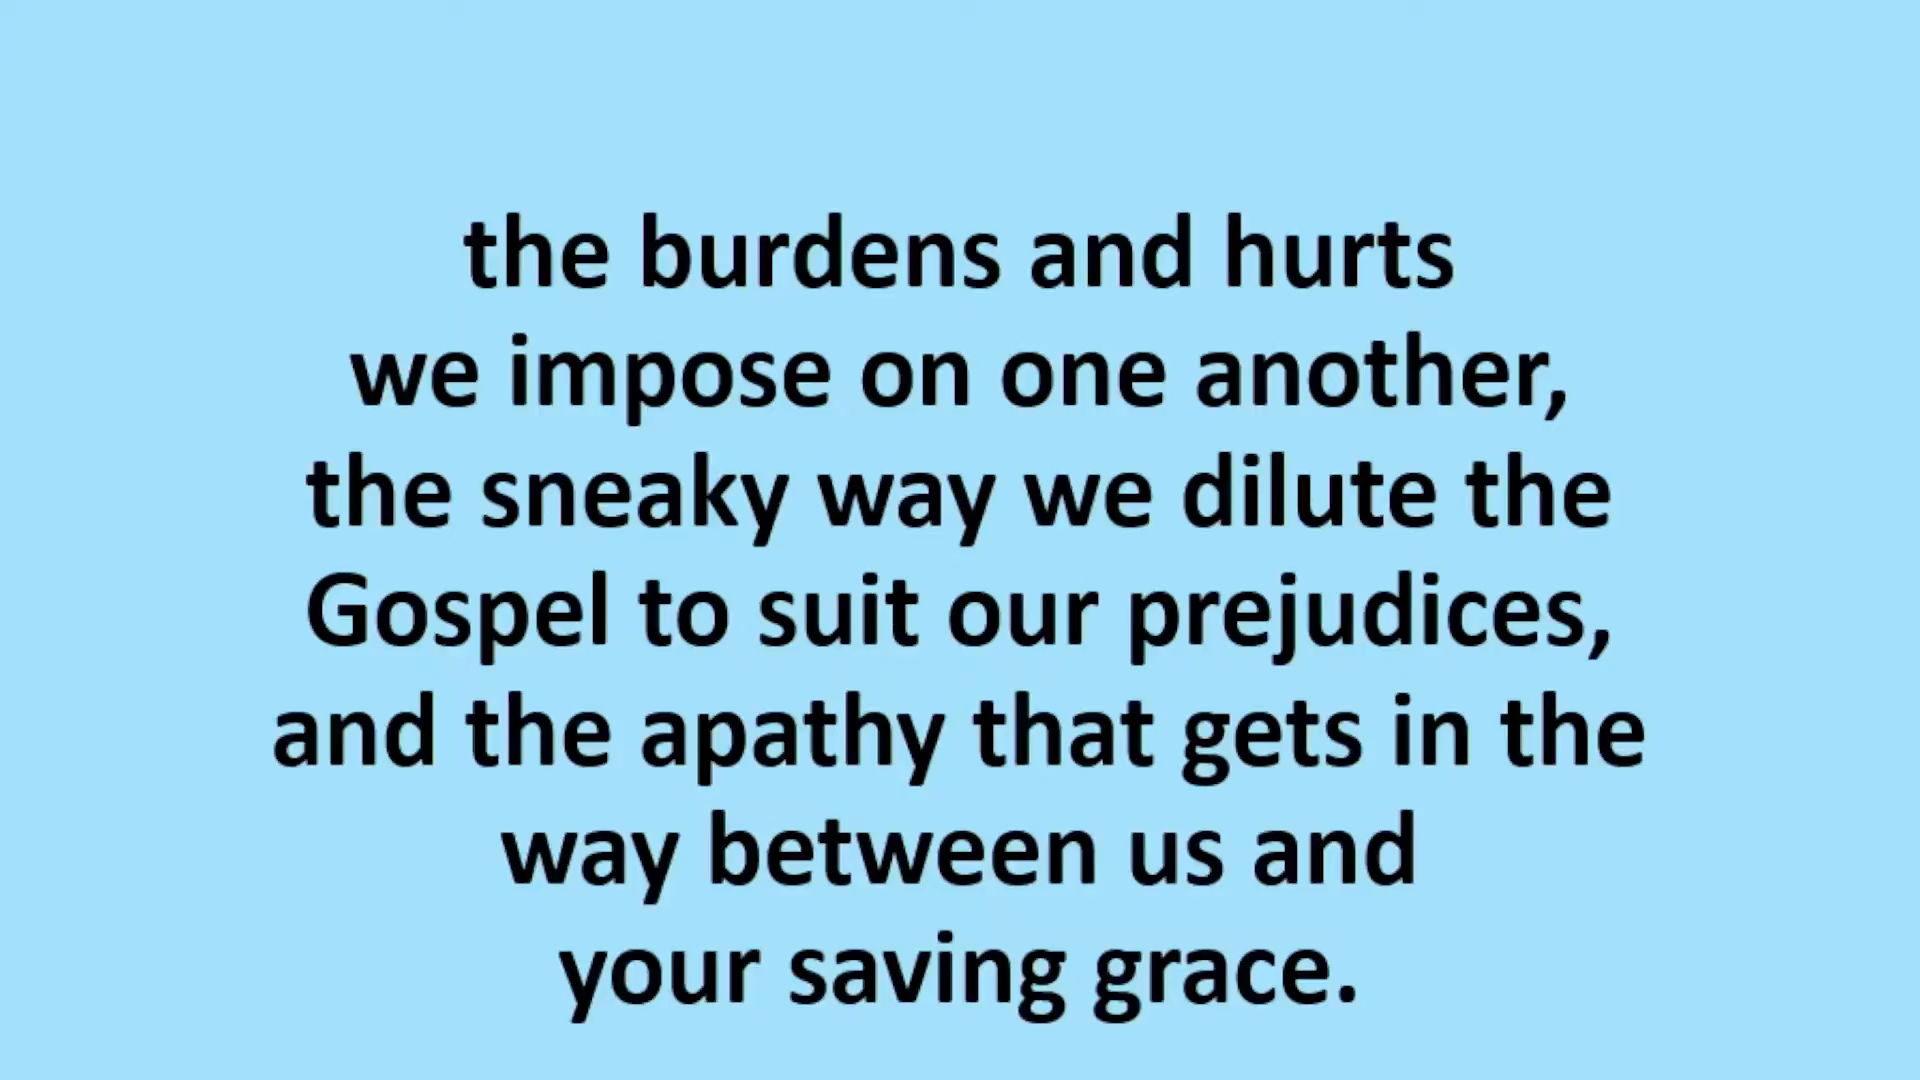 the burdens and hurts
we impose on one another,
the sneaky way we dilute the
Gospel to suit our prejudices,
and the apathy that gets in the
way between us and
your saving grace.